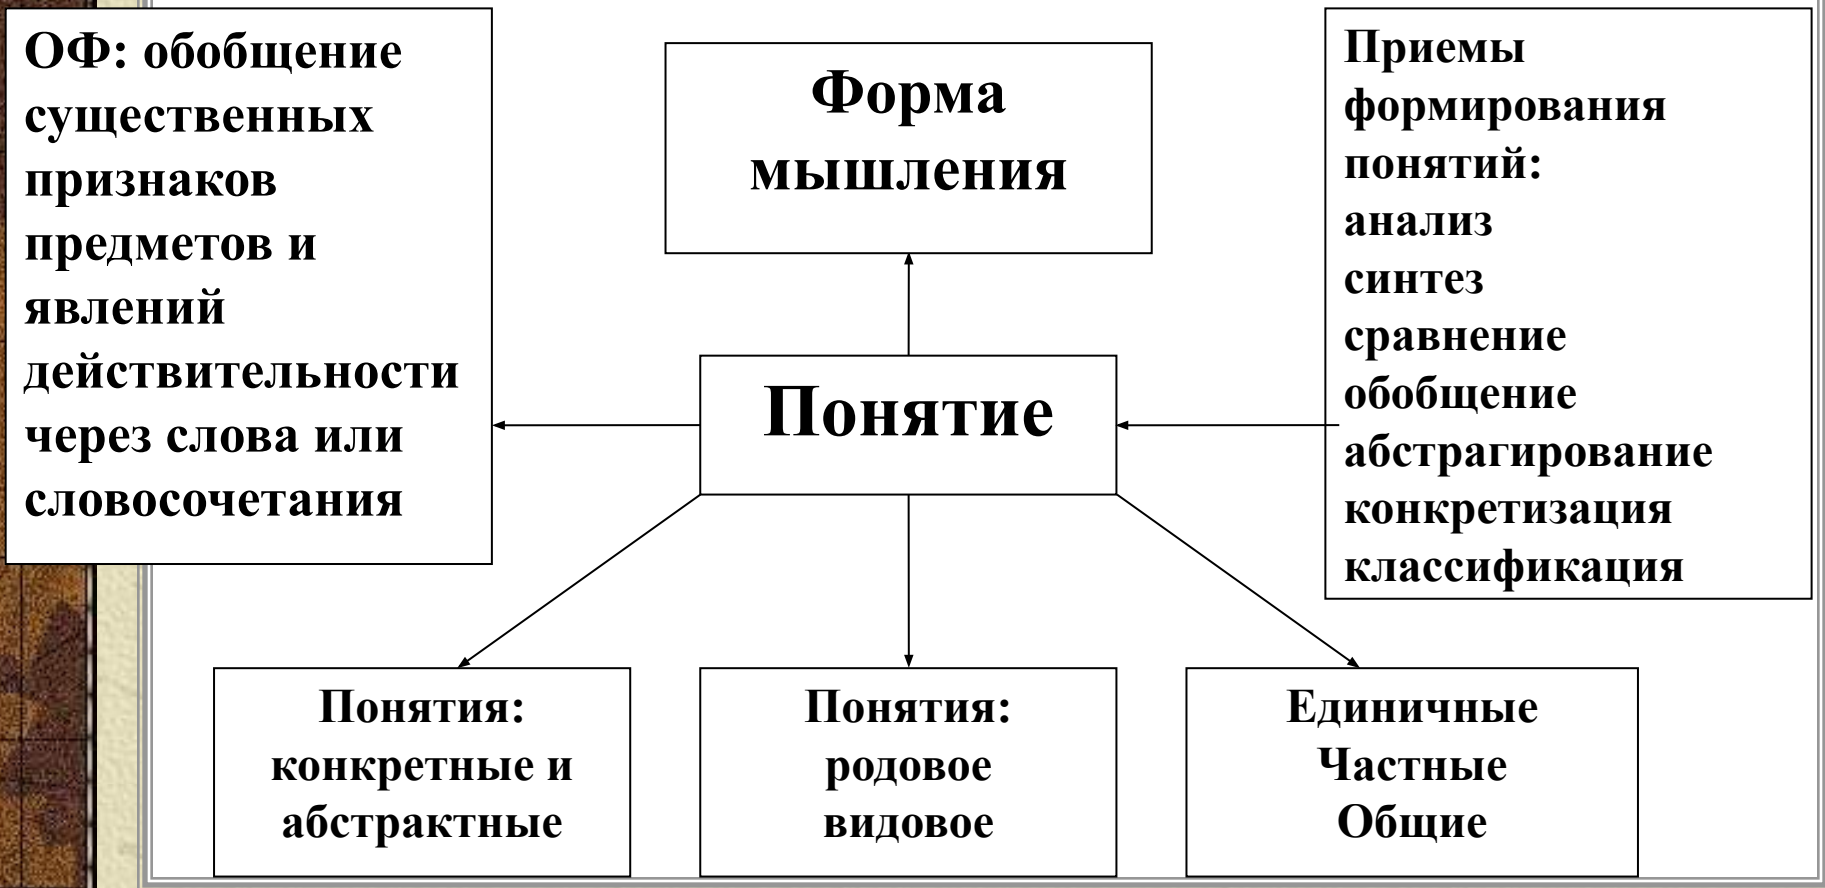 ОФ: обобщение
существенных
признаков
предметов и
явлений
действительности
через слова или
словосочетания
Форма
мышления
Приемы
формирования
понятий:
анализ
синтез
сравнение
обобщение
абстрагирование
конкретизация
классификация
Понятие
Понятия:
конкретные и
абстрактные
Понятия:
родовое
видовое
Единичные
Частные
Общие